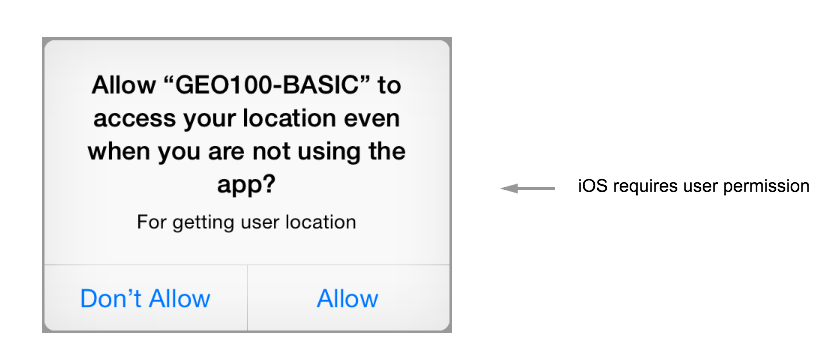 Allow “GEO100-BASIC” to
access your location even
when you are not using the
app?
For getting user location
Don’t Allow
Allow
iOS requires user permission